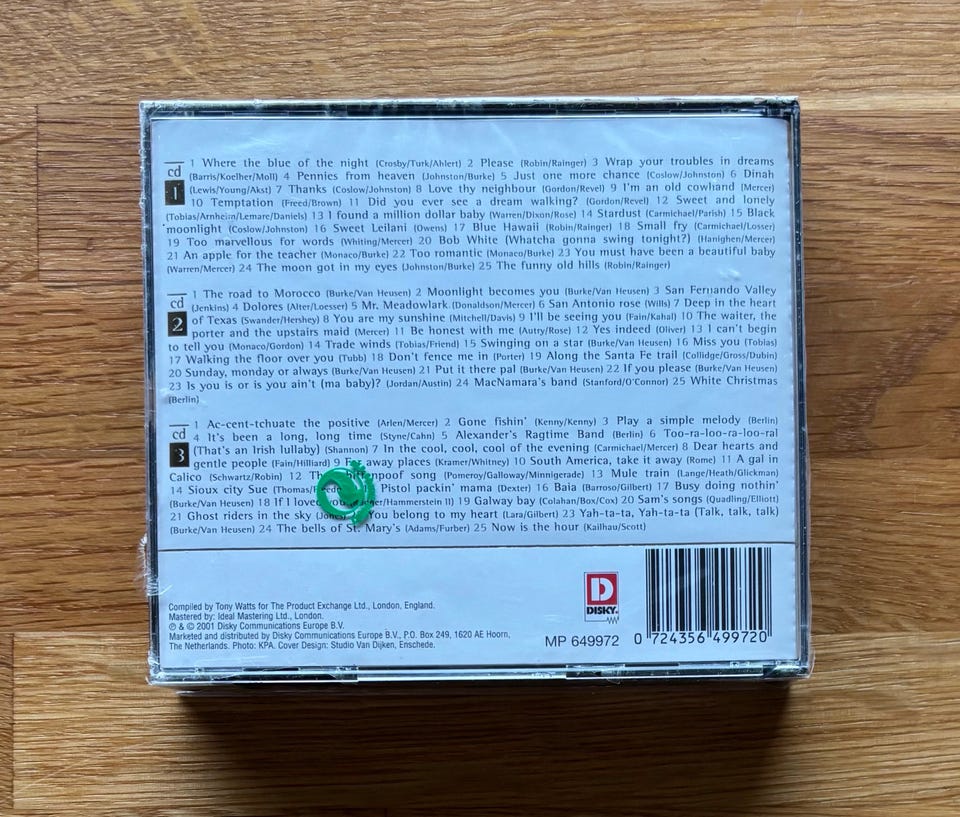 cd 1
1 Where the blue of the night (Crosby/Turk/Ahlert) 2 Please (Robin/Rainger) 3 Wrap your troubles in dreams
(Barris/Koelher/Moll) 4 Pennies from heaven (Johnston/Burke) 5 Just one more chance (Coslow/Johnston) 6 Dinah
(Lewis/Young/Akst) 7 Thanks (Coslow/Johnston) 8 Love thy neighbour (Gordon/Revel) 9 I'm an old cowhand (Mercer)
10 Temptation (Freed/Brown) 11 Did you ever see a dream walking? (Gordon/Revel) 12 Sweet and lonely
(Tobias/Arnheim/Lemare/Daniels) 13 I found a million dollar baby (Warren/Dixon/Rose) 14 Stardust (Carmichael/Parish) 15 Black
moonlight (Coslow/Johnston) 16 Sweet Leilani (Owens) 17 Blue Hawaii (Robin/Rainger) 18 Small fry (Carmichael/Losser)
19 Too marvellous for words (Whiting/Mercer) 20 Bob White (Whatcha gonna swing tonight?) (Hanighen/Mercer)
21 An apple for the teacher (Monaco/Burke) 22 Too romantic (Monaco/Burke) 23 You must have been a beautiful baby
(Warren/Mercer) 24 The moon got in my eyes (Johnston/Burke) 25 The funny old hills (Robin/Rainger)
cd 2
1 The road to Morocco (Burke/Van Heusen) 2 Moonlight becomes you (Burke/Van Heusen) 3 San Fernando Valley
(Jenkins) 4 Dolores (Alter/Loesser) 5 Mr. Meadowlark (Donaldson/Mercer) 6 San Antonio rose (Wills) 7 Deep in the heart
of Texas (Swander/Hershey) 8 You are my sunshine (Mitchell/Davis) 9 I'll be seeing you (Fain/Kahal) 10 The waiter, the
porter and the upstairs maid (Mercer) 11 Be honest with me (Autry/Rose) 12 Yes indeed (Oliver) 13 I can't begin
to tell you (Monaco/Gordon) 14 Trade winds (Tobias/Friend) 15 Swinging on a star (Burke/Van Heusen) 16 Miss you (Tobias)
17 Walking the floor over you (Tubb) 18 Don't fence me in (Porter) 19 Along the Santa Fe trail (Collidge/Gross/Dubin)
20 Sunday, monday or always (Burke/Van Heusen) 21 Put it there pal (Burke/Van Heusen) 22 If you please (Burke/Van Heusen)
23 Is you is or is you ain't (ma baby)? (Jordan/Austin) 24 MacNamara's band (Stanford/O'Connor) 25 White Christmas
(Berlin)
cd 3
1 Ac-cent-tchuate the positive (Arlen/Mercer) 2 Gone fishin' (Kenny/Kenny) 3 Play a simple melody (Berlin)
4 It's been a long, long time (Styne/Cahn) 5 Alexander's Ragtime Band (Berlin) 6 Too-ra-loo-ra-loo-ral
(That's an Irish lullaby) (Shannon) 7 In the cool, cool, cool of the evening (Carmichael/Mercer) 8 Dear hearts and
gentle people (Fain/Hilliard) 9 Far away places (Kramer/Whitney) 10 South America, take it away (Rome) 11 A gal in
Calico (Schwartz/Robin) 12 song (Pomeroy/Galloway/Minnigerade) 13 Mule train (Lange/Heath/Glickman)
14 Sioux city Sue (Thomas/ Pistol packin' mama (Dexter) 16 Baia (Barroso/Gilbert) 17 Busy doing nothin'
(Burke/Van Heusen) 18 If I loved /Hammerstein II) 19 Galway bay (Colahan/Box/Cox) 20 Sam's songs (Quadling/Elliott)
21 Ghost riders in the sky (Jones) You belong to my heart (Lara/Gilbert) 23 Yah-ta-ta, Yah-ta-ta (Talk, talk, talk)
(Burke/Van Heusen) 24 The bells of St. Mary's (Adams/Furber) 25 Now is the hour (Kailhau/Scott)
Compiled by Tony Watts for The Product Exchange Ltd., London, England.
Mastered by: Ideal Mastering Ltd., London.
℗ & © 2001 Disky Communications Europe B.V.
Marketed and distributed by Disky Communications Europe B.V., P.O. Box 249, 1620 AE Hoorn,
The Netherlands. Photo: KPA. Cover Design: Studio Van Dijken, Enschede.
D
DISKY.
MP 649972
0 724356 499720